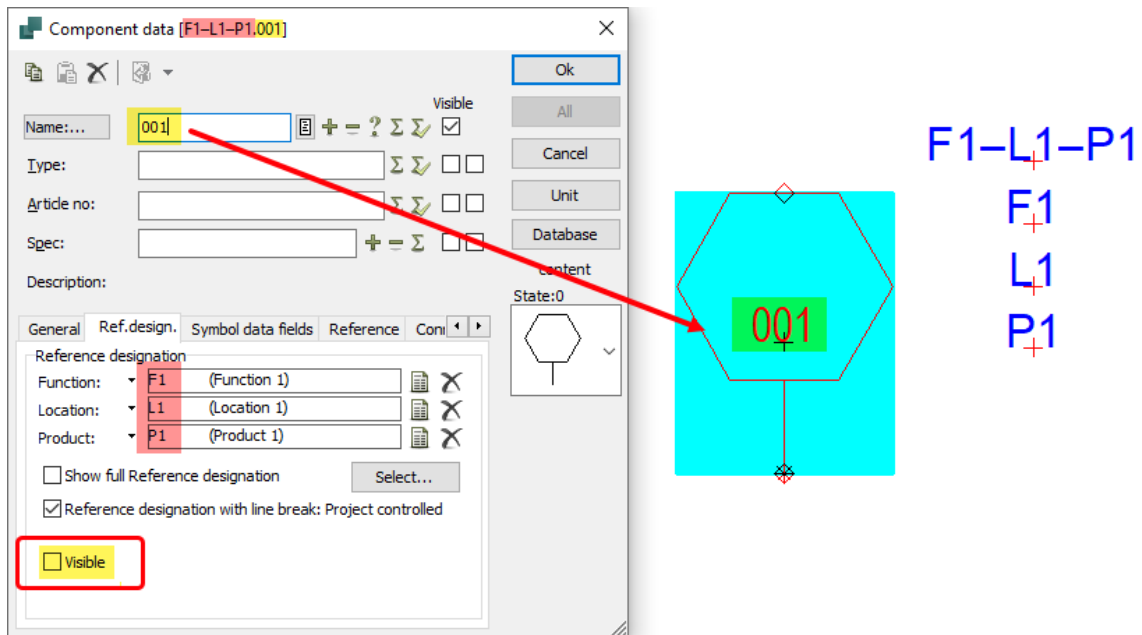 Component data [F1–L1–P1.001]
Ok
Visible
Name:...
001
All
Type:
Cancel
Article no:
Unit
Spec:
Database
Description:
content
State:0
General
Ref.design.
Symbol data fields
Reference
Con
Reference designation
Function:
F1
(Function 1)
Location:
L1
(Location 1)
Product:
P1
(Product 1)
Show full Reference designation
Select...
Reference designation with line break: Project controlled
Visible
001
F1–L1–P1
F1
L1
P1